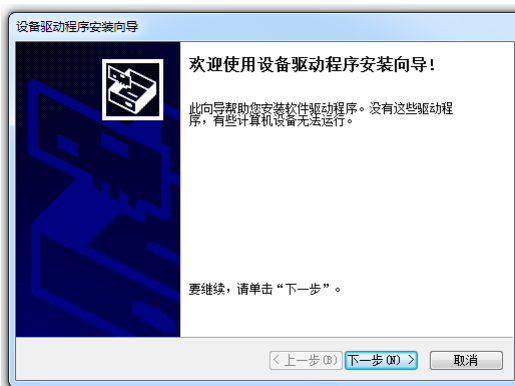 设备驱动程序安装向导
欢迎使用设备驱动程序安装向导!
此向导帮助您安装软件驱动程序。没有这些驱动程
序，有些计算机设备无法运行。
要继续，请单击“下一步”。
< 上一步(B) 下一步(N) > 取消